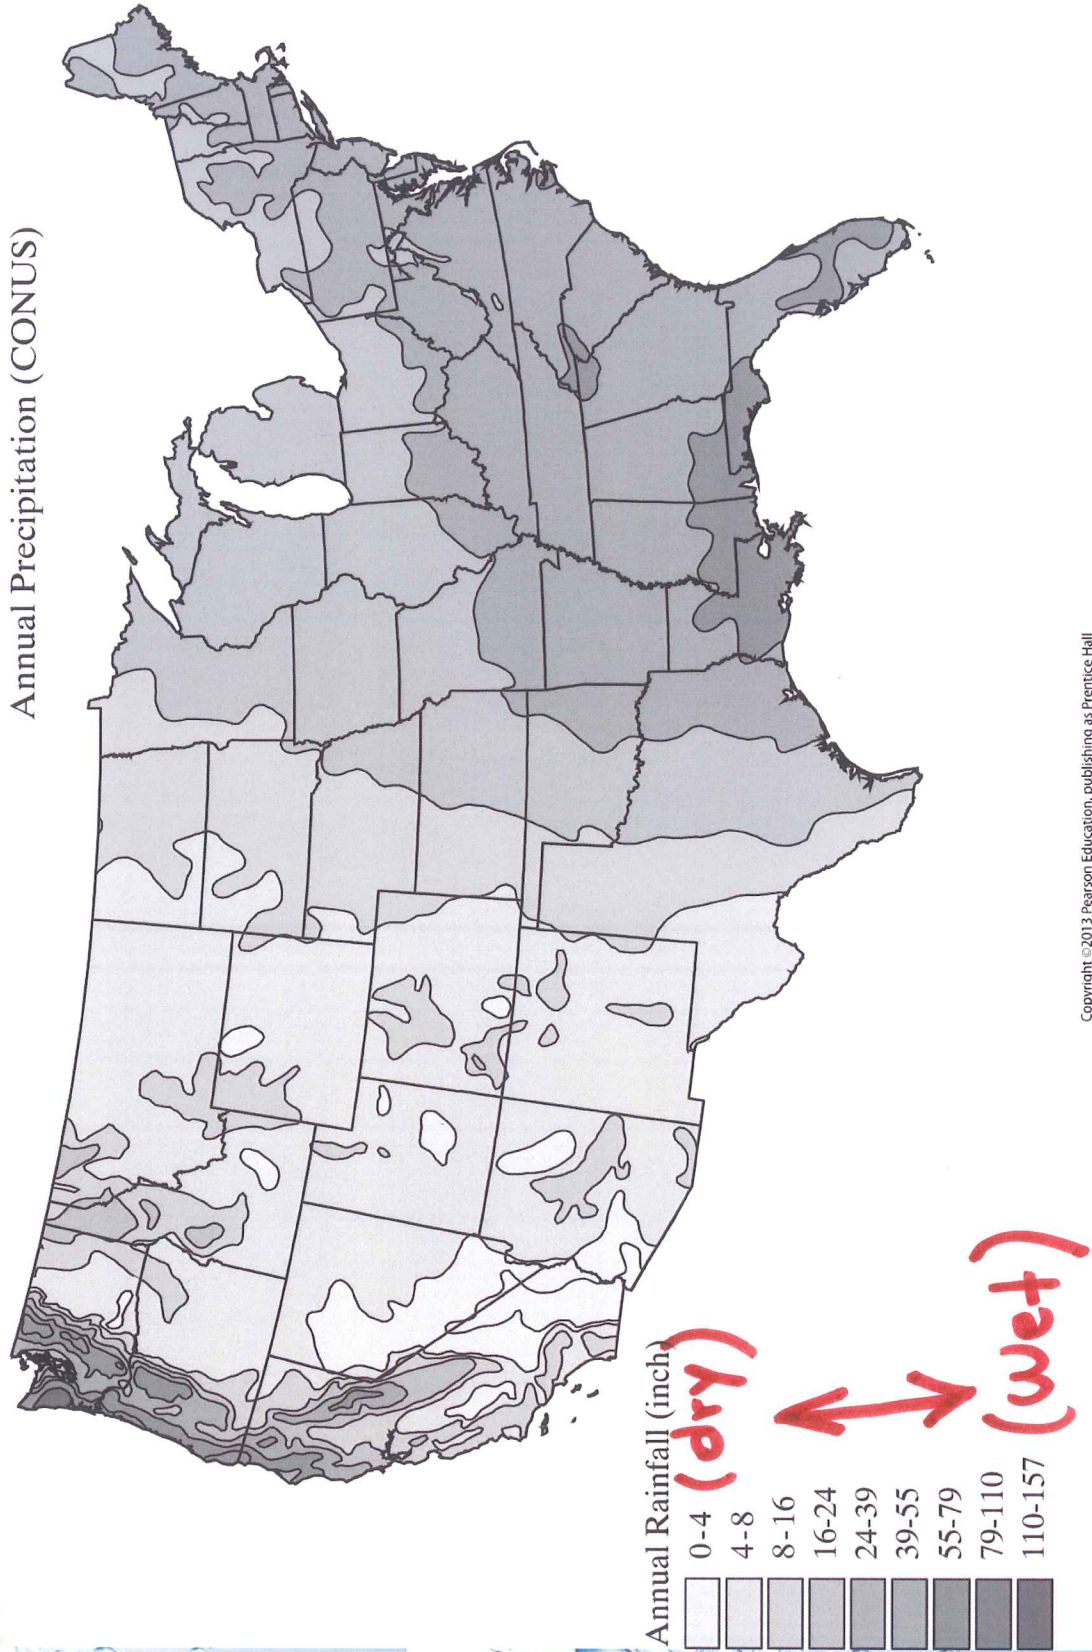 Annual Precipitation (CONUS)
Annual Rainfall (inch)
0-4
4-8
8-16
16-24
24-39
39-55
55-79
79-110
110-157
(dry)
(wet)
Copyright ©2013 Pearson Education, publishing as Prentice Hall